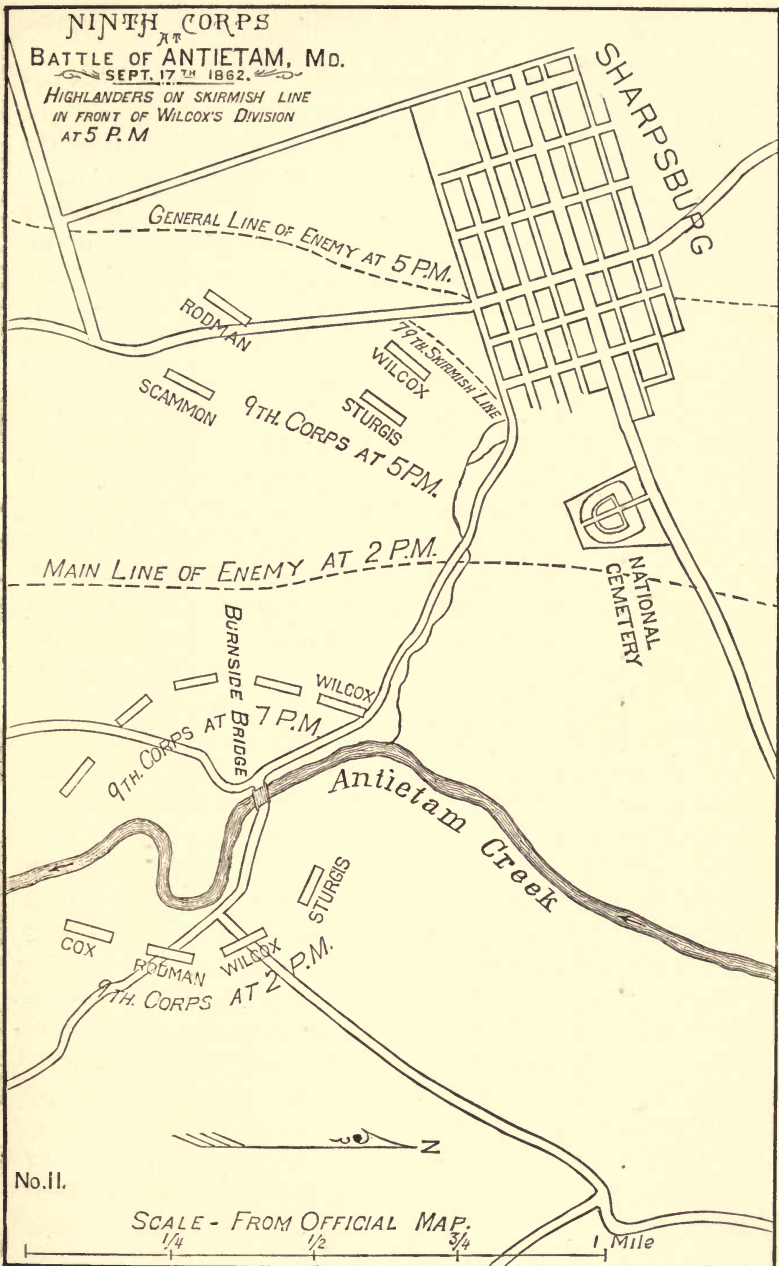 NINTH CORPS
AT
BATTLE OF ANTIETAM, MD.
SEPT. 17TH 1862.
HIGHLANDERS ON SKIRMISH LINE
IN FRONT OF WILCOX'S DIVISION
AT 5 P.M
SHARPSBURG
GENERAL LINE OF ENEMY AT 5 P.M.
RODMAN
79TH. SKIRMISH LINE
WILCOX
SCAMMON
STURGIS
9TH. CORPS AT 5 P.M.
MAIN LINE OF ENEMY AT 2 P.M.
NATIONAL
CEMETERY
BURNSIDE BRIDGE
WILCOX
9TH. CORPS AT 7 P.M.
Antietam Creek
STURGIS
COX
RODMAN
WILCOX
9TH. CORPS AT 2 P.M.
N
No. 11.
SCALE - FROM OFFICIAL MAP.
1/4 1/2 3/4 1 Mile